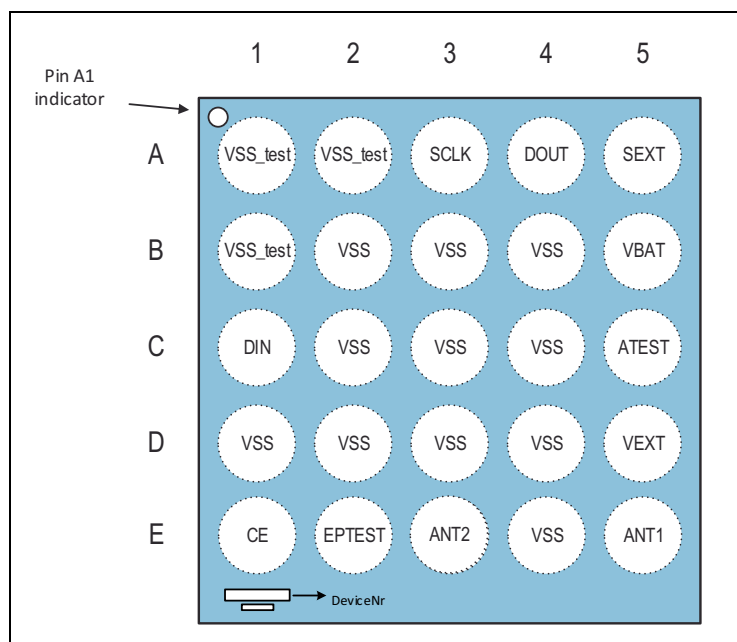 1 2 3 4 5
Pin A1
indicator
A VSS_test VSS_test SCLK DOUT SEXT
B VSS_test VSS VSS VSS VBAT
C DIN VSS VSS VSS ATEST
D VSS VSS VSS VSS VEXT
E CE EPTEST ANT2 VSS ANT1
DeviceNr